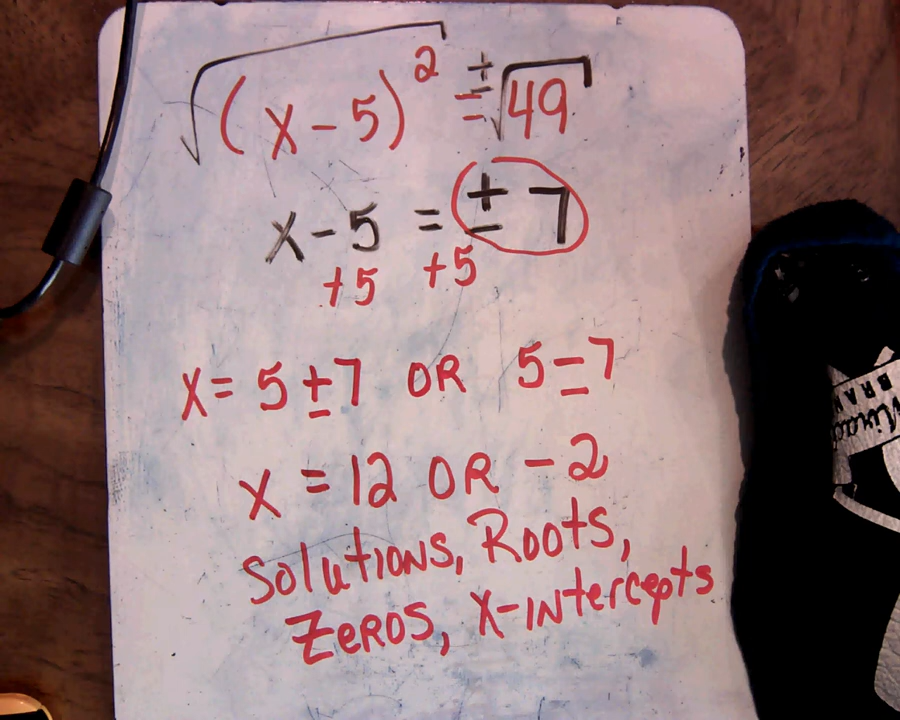 √(x-5)² = ±√49
x-5 = ±7
+5 +5
x = 5±7 OR 5-7
x = 12 OR -2
Solutions, Roots,
Zeros, X-intercepts